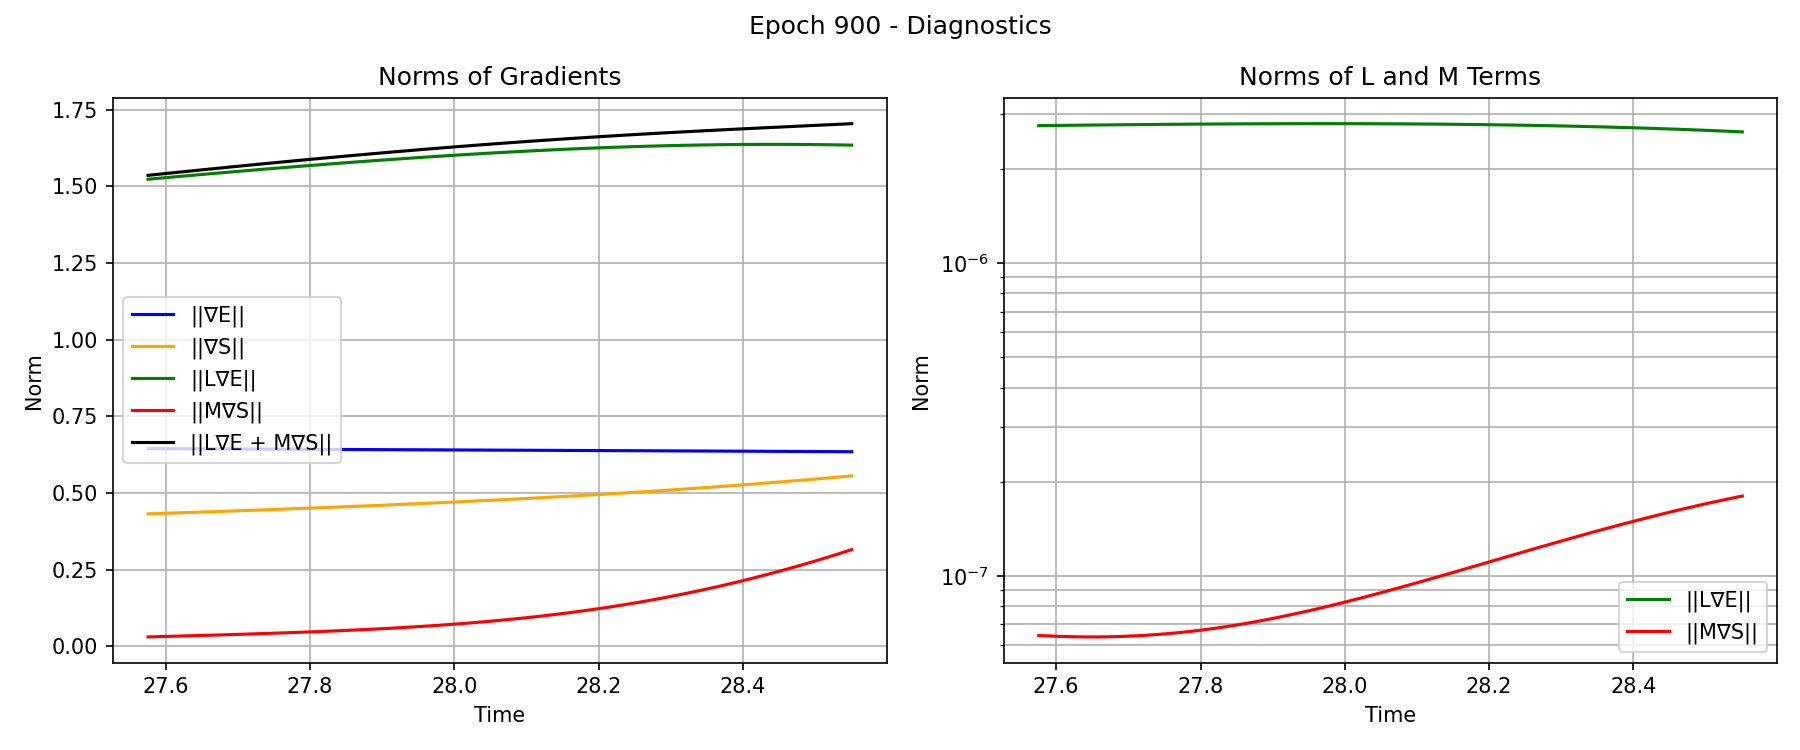 Epoch 900 - Diagnostics
Norms of Gradients
1.75
1.50
1.25
1.00
0.75
0.50
0.25
0.00
Norm
||∇E||
||∇S||
||L∇E||
||M∇S||
||L∇E + M∇S||
27.6
27.8
28.0
28.2
28.4
Time
Norms of L and M Terms
10⁻⁶
10⁻⁷
Norm
||L∇E||
||M∇S||
27.6
27.8
28.0
28.2
28.4
Time